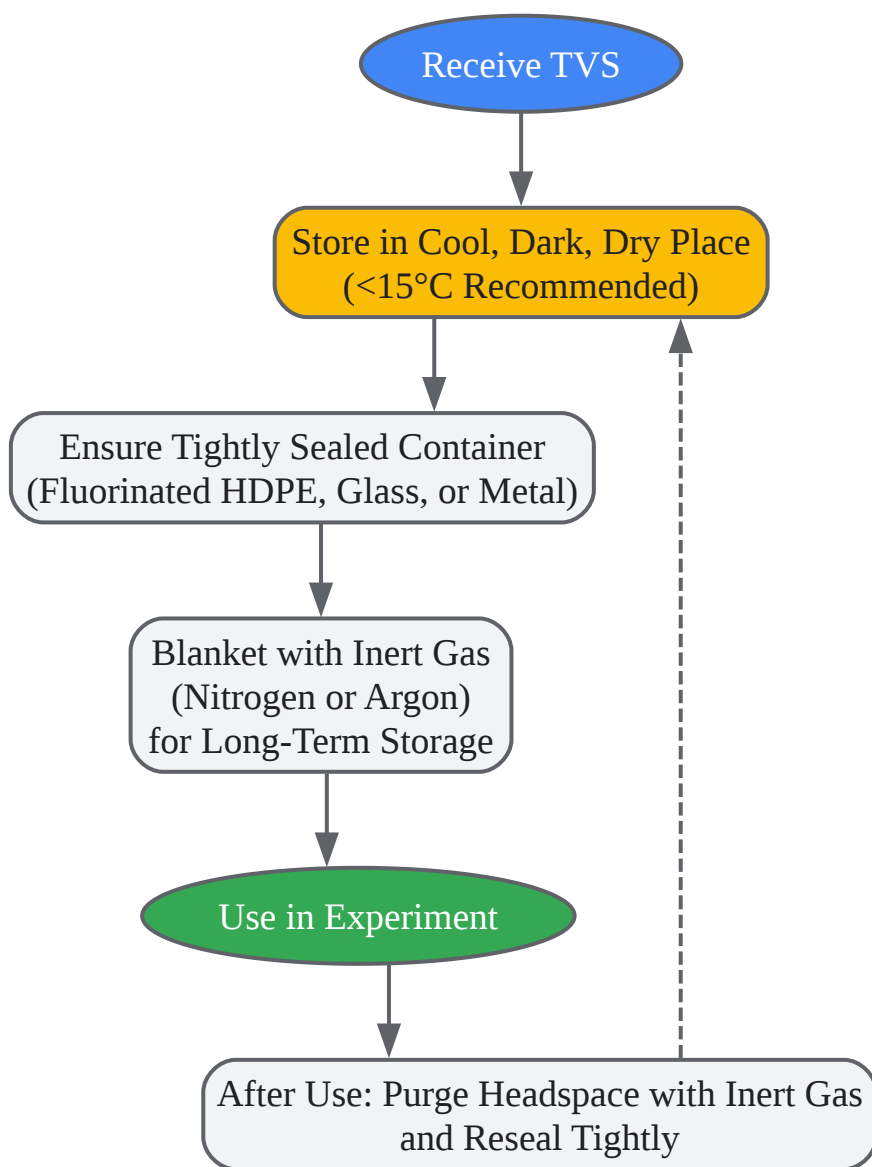 Receive TVS
Store in Cool, Dark, Dry Place
(<15°C Recommended)
Ensure Tightly Sealed Container
(Fluorinated HDPE, Glass, or Metal)
Blanket with Inert Gas
(Nitrogen or Argon)
for Long-Term Storage
Use in Experiment
After Use: Purge Headspace with Inert Gas
and Reseal Tightly